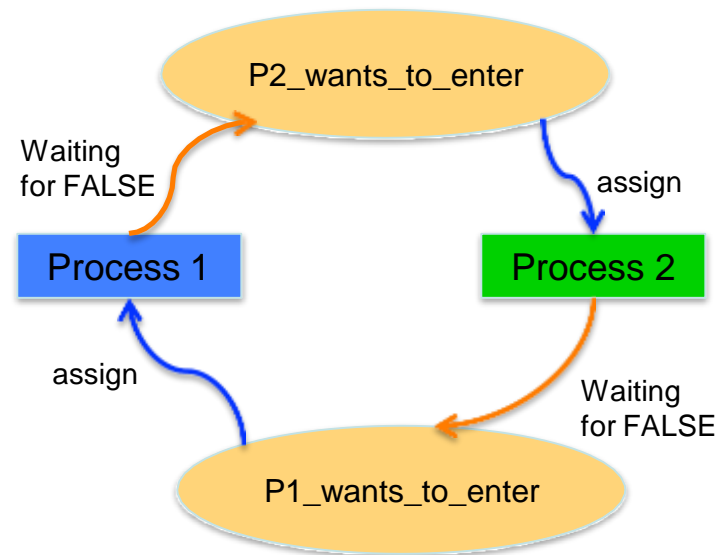 P2_wants_to_enter
Waiting
for FALSE
assign
Process 1
Process 2
assign
Waiting
for FALSE
P1_wants_to_enter